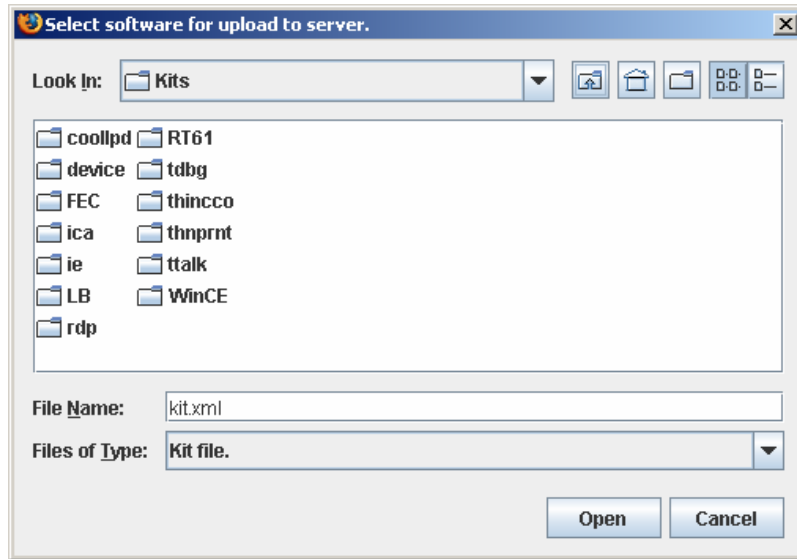 Select software for upload to server.
Look In: Kits
coollpd RT61
device tdbg
FEC thincco
ica thnprnt
ie ttalk
LB WinCE
rdp
File Name: kit.xml
Files of Type: Kit file.
Open Cancel